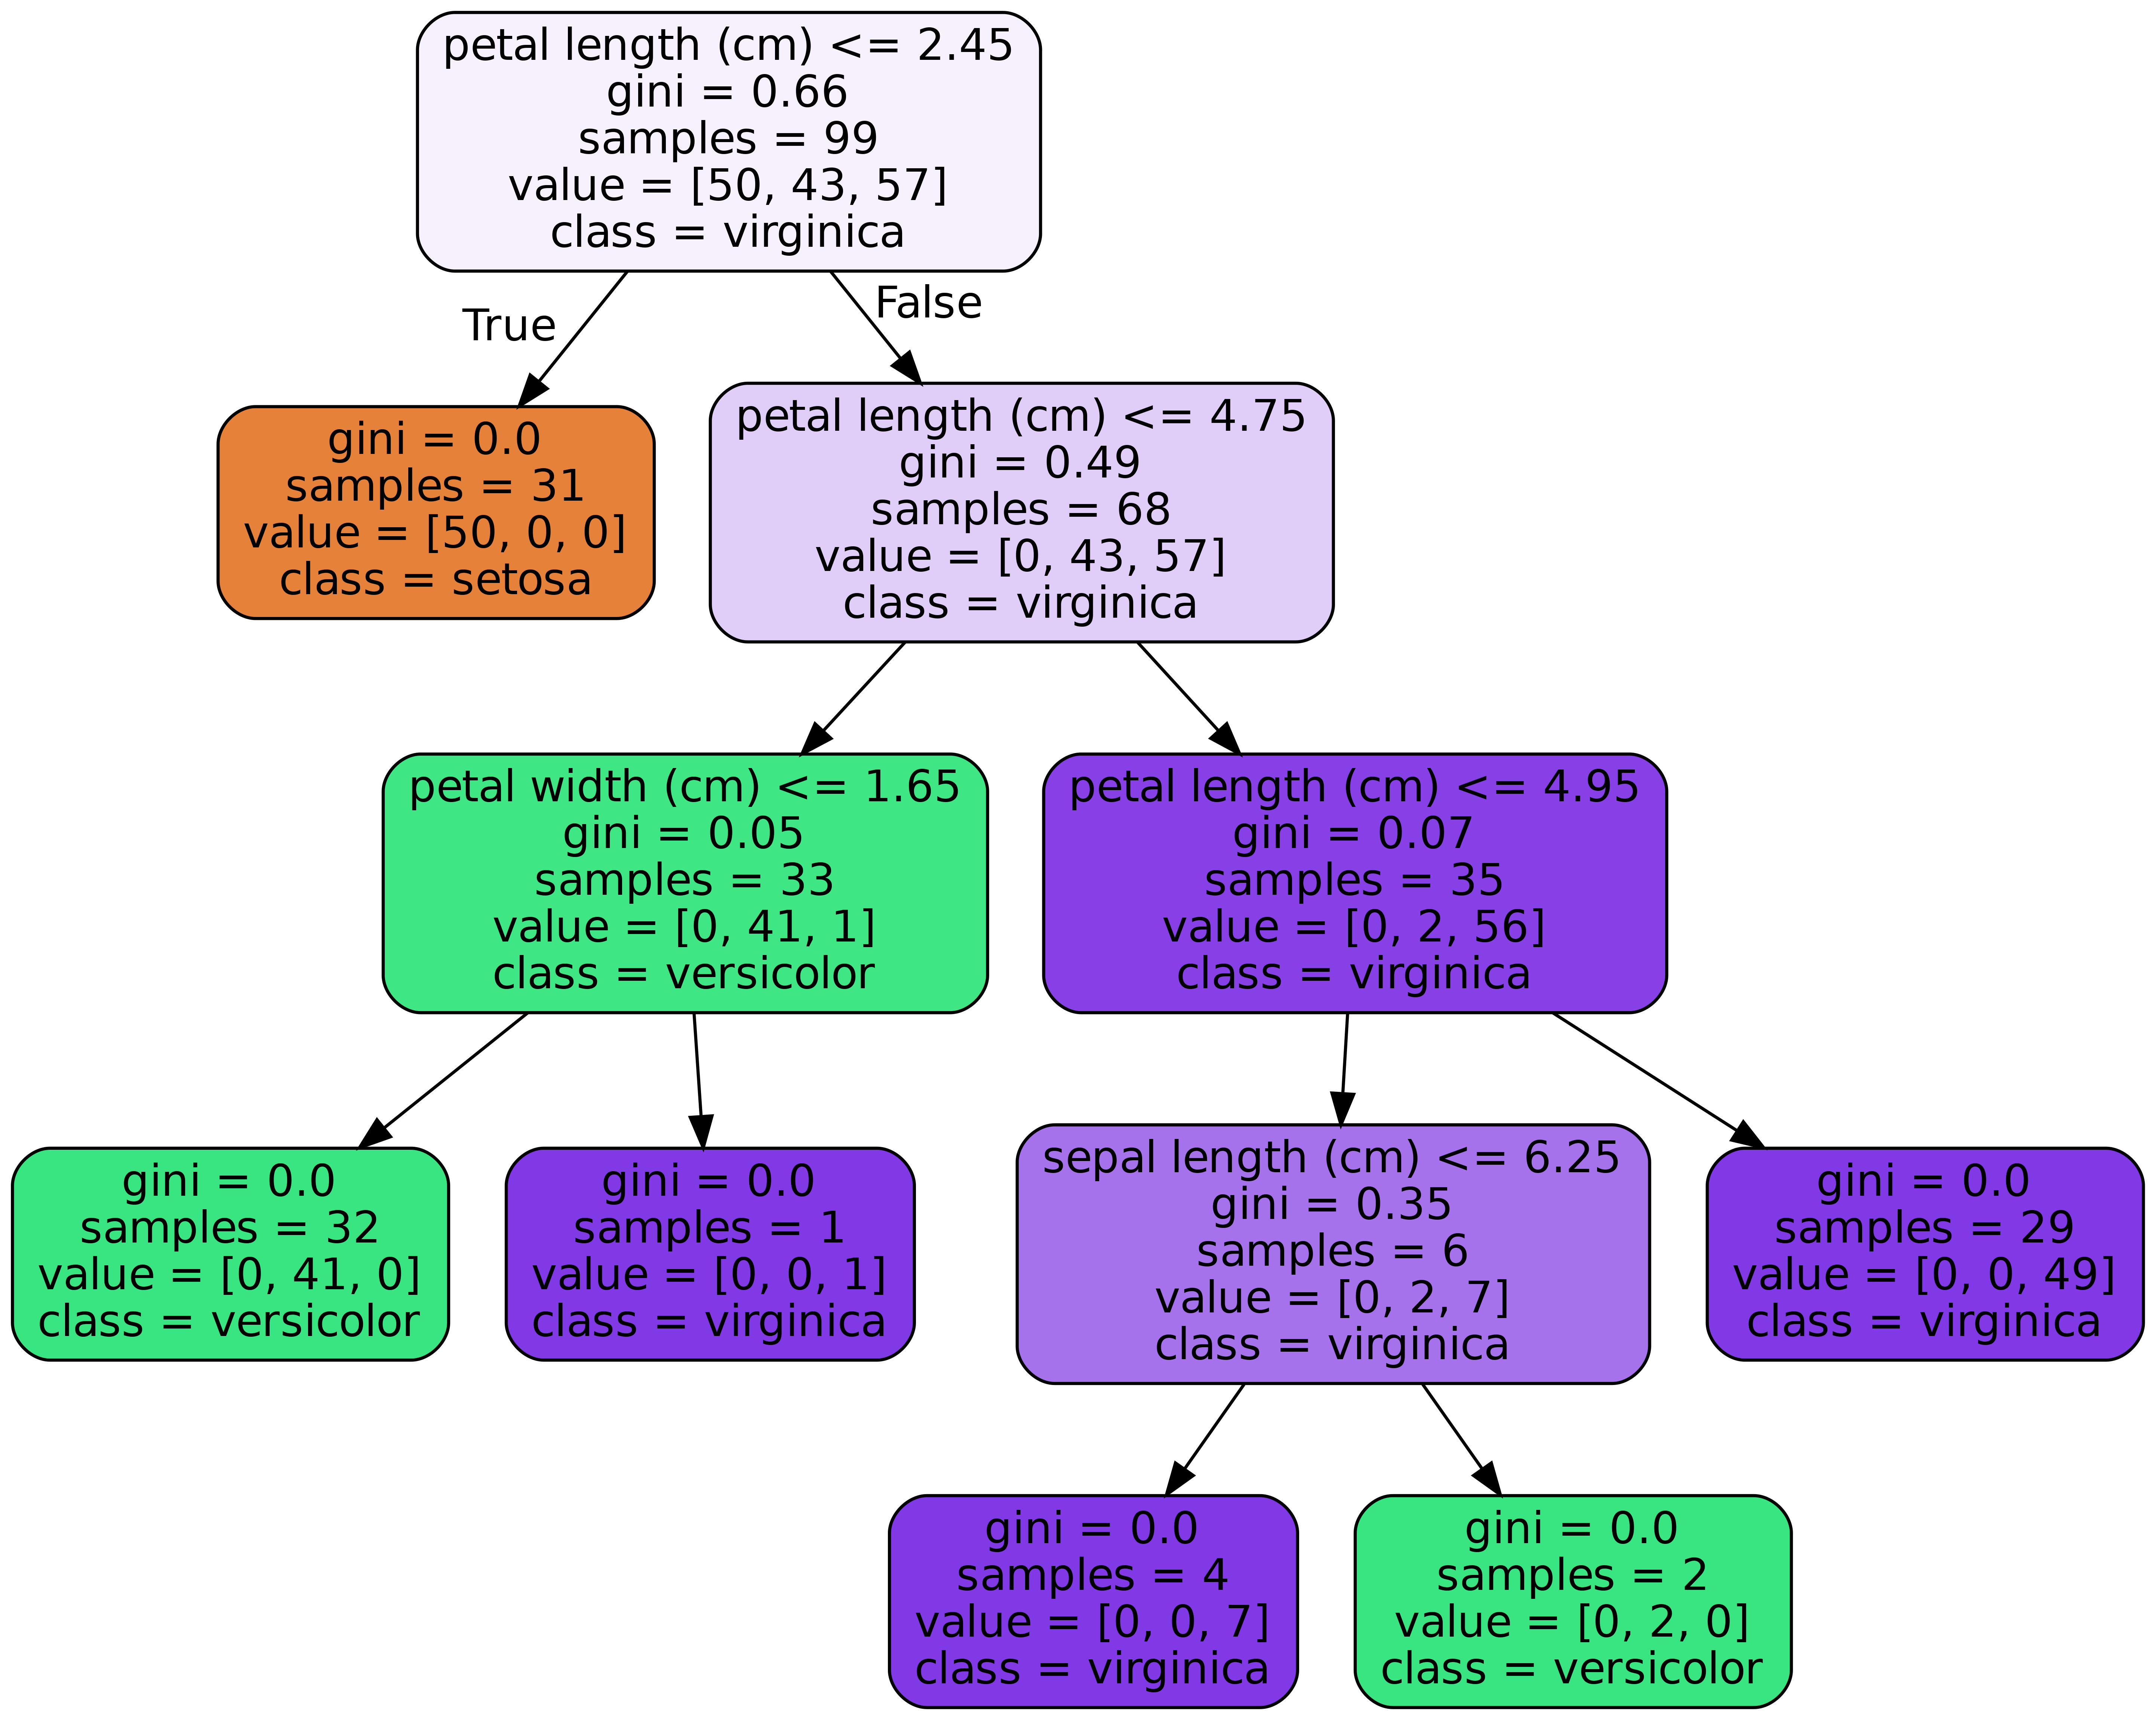 petal length (cm) <= 2.45
gini = 0.66
samples = 99
value = [50, 43, 57]
class = virginica
True
False
gini = 0.0
samples = 31
value = [50, 0, 0]
class = setosa
petal length (cm) <= 4.75
gini = 0.49
samples = 68
value = [0, 43, 57]
class = virginica
petal width (cm) <= 1.65
gini = 0.05
samples = 33
value = [0, 41, 1]
class = versicolor
petal length (cm) <= 4.95
gini = 0.07
samples = 35
value = [0, 2, 56]
class = virginica
gini = 0.0
samples = 32
value = [0, 41, 0]
class = versicolor
gini = 0.0
samples = 1
value = [0, 0, 1]
class = virginica
sepal length (cm) <= 6.25
gini = 0.35
samples = 6
value = [0, 2, 7]
class = virginica
gini = 0.0
samples = 29
value = [0, 0, 49]
class = virginica
gini = 0.0
samples = 4
value = [0, 0, 7]
class = virginica
gini = 0.0
samples = 2
value = [0, 2, 0]
class = versicolor